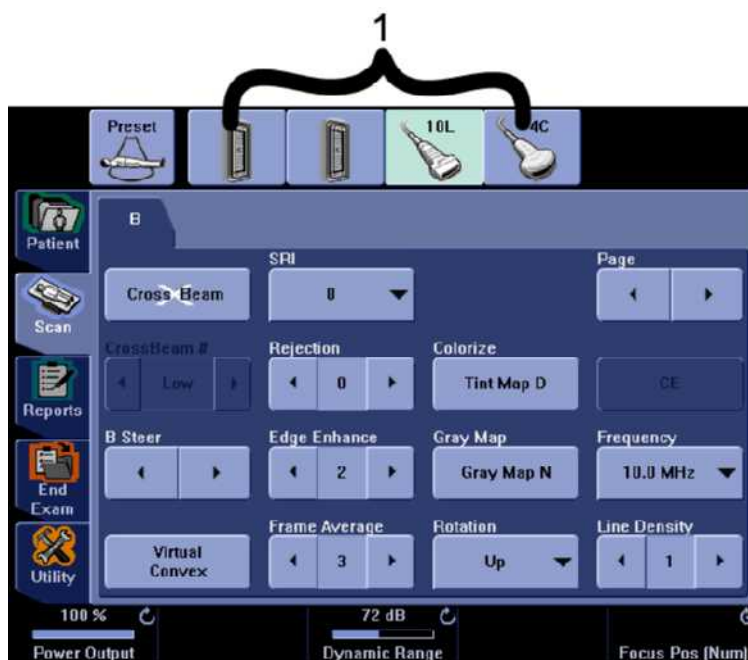 1
Preset
10L
4C
B
Patient
SRI
Page
Cross Beam
0
Scan
CrossBeam #
Rejection
Colorize
Low
0
Tint Map D
CE
Reports
B Steer
Edge Enhance
Gray Map
Frequency
2
Gray Map N
10.0 MHz
End
Exam
Frame Average
Rotation
Line Density
Virtual
Convex
3
Up
1
Utility
100 %
72 dB
Power Output
Dynamic Range
Focus Pos (Num)